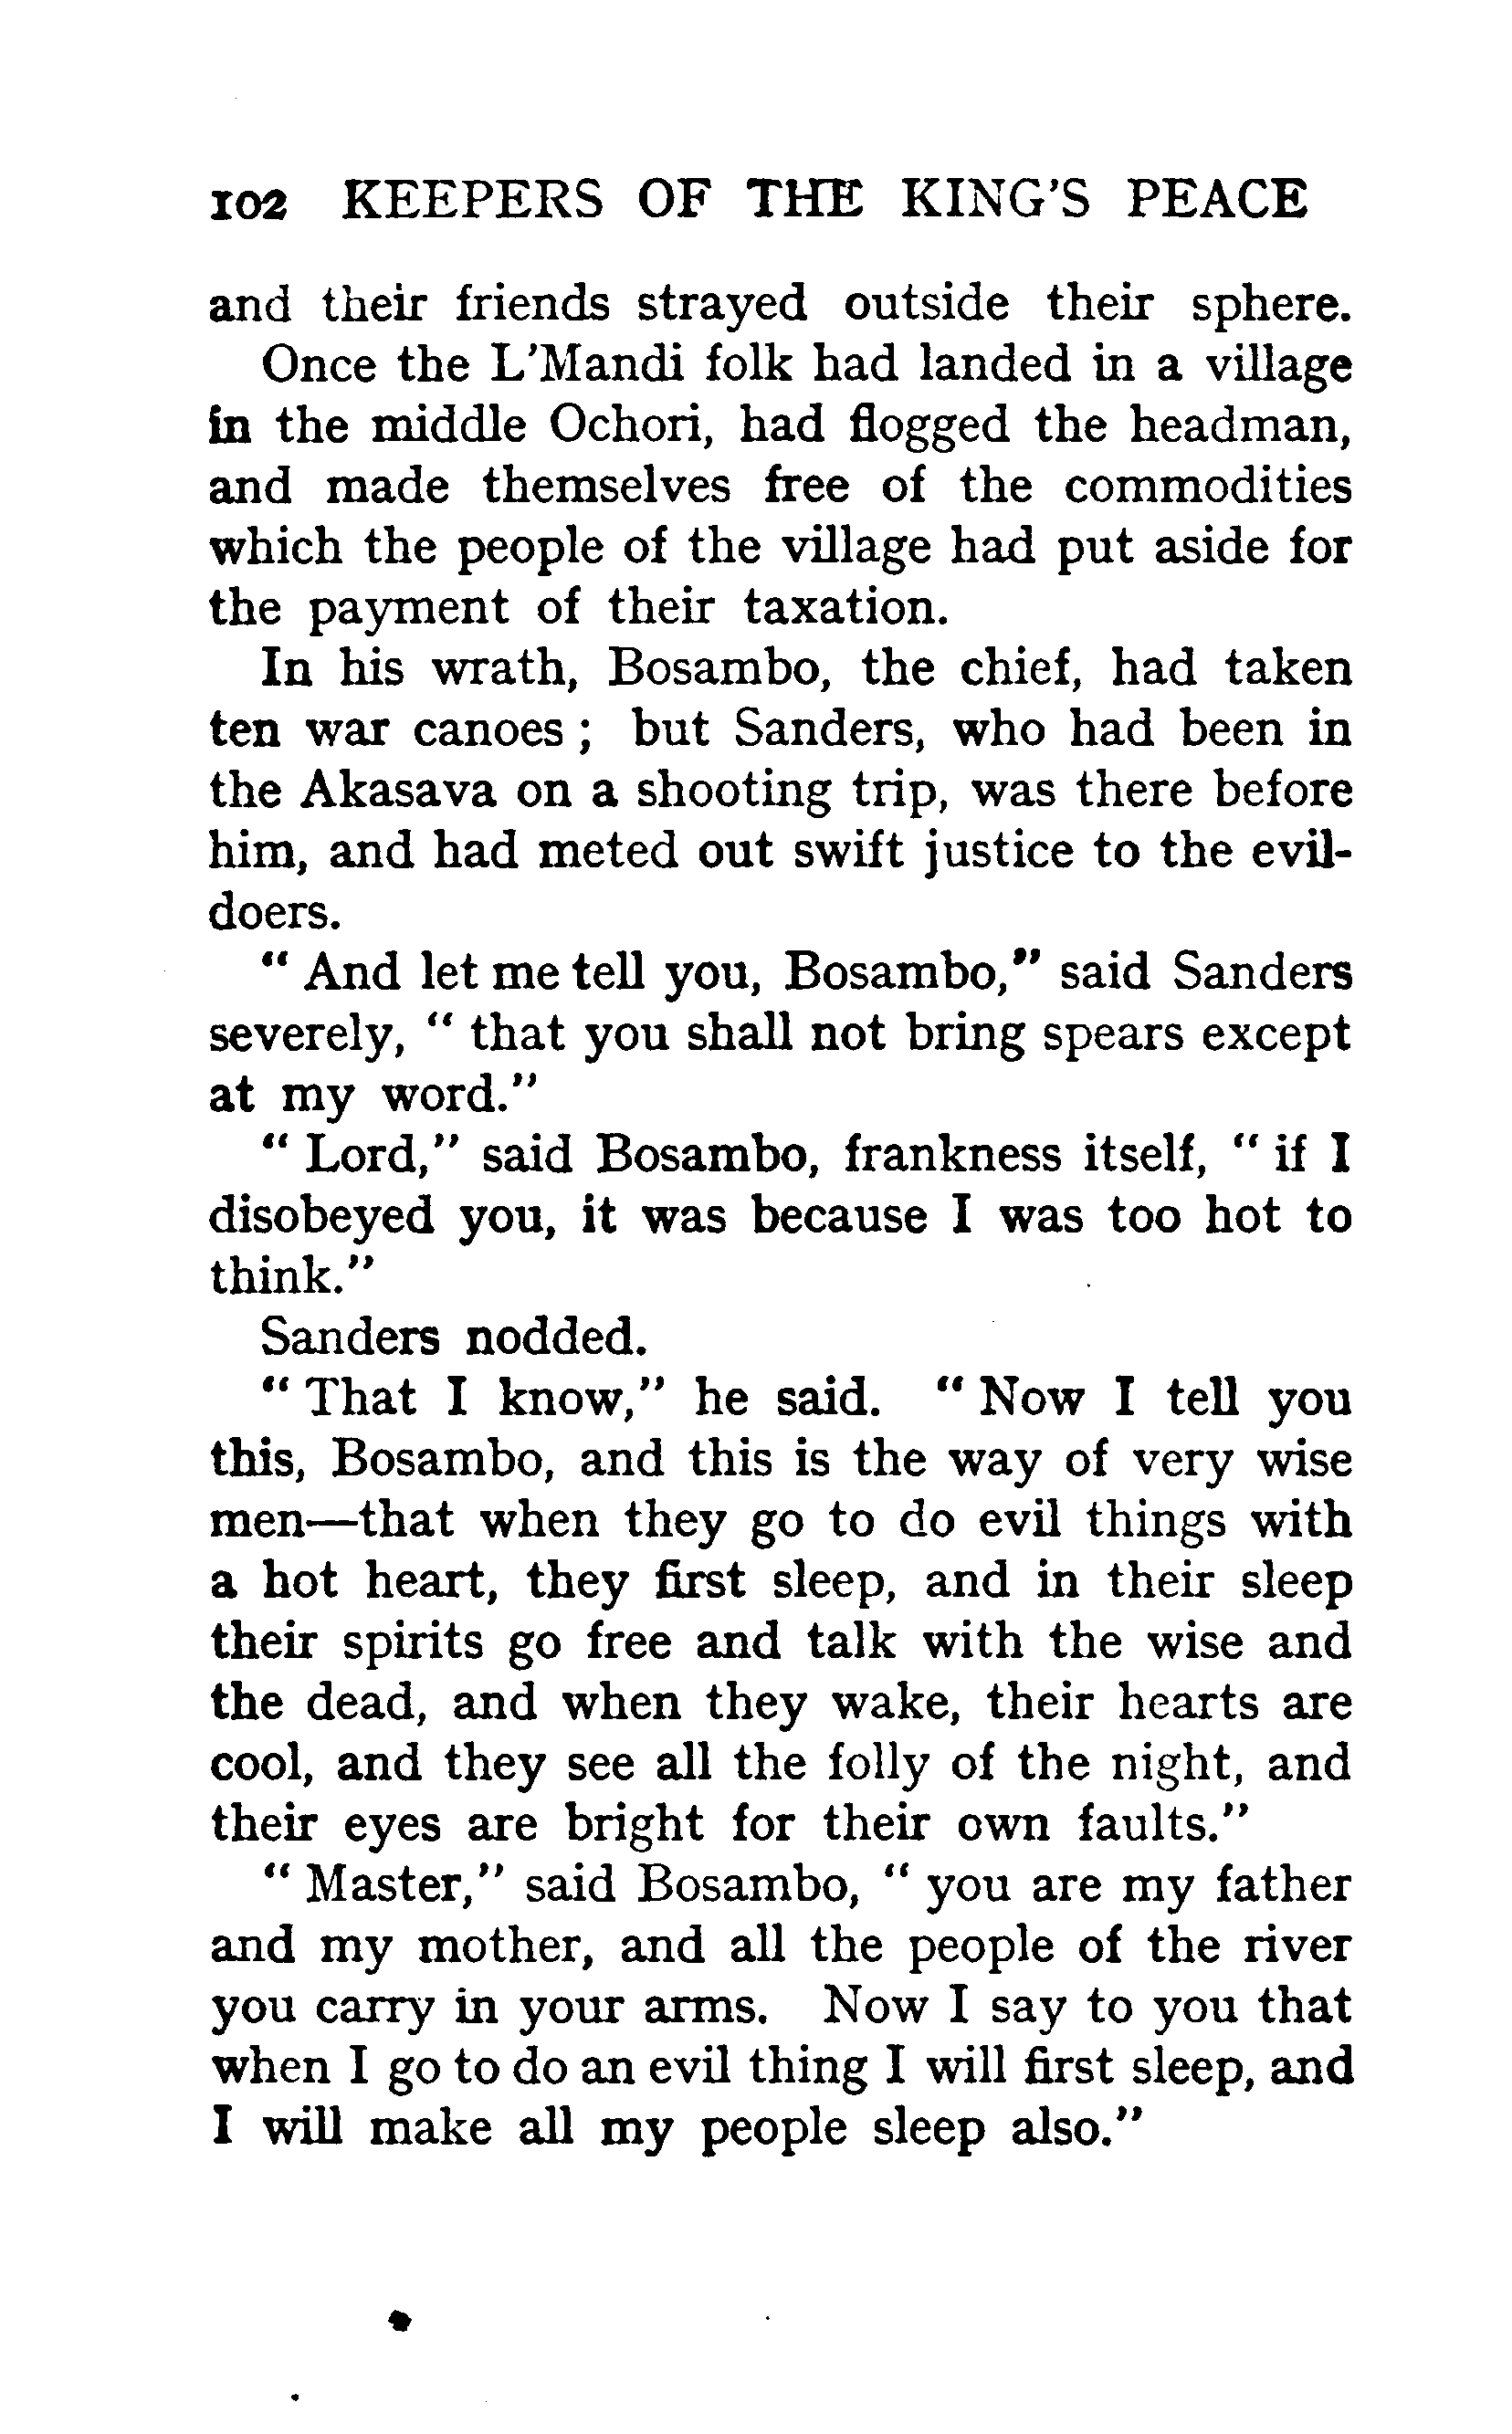 102 KEEPERS OF THE KING'S PEACE
and their friends strayed outside their sphere.
Once the L'Mandi folk had landed in a village
in the middle Ochori, had flogged the headman,
and made themselves free of the commodities
which the people of the village had put aside for
the payment of their taxation.
In his wrath, Bosambo, the chief, had taken
ten war canoes ; but Sanders, who had been in
the Akasava on a shooting trip, was there before
him, and had meted out swift justice to the evil-
doers.
" And let me tell you, Bosambo," said Sanders
severely, " that you shall not bring spears except
at my word."
" Lord," said Bosambo, frankness itself, " if I
disobeyed you, it was because I was too hot to
think."
Sanders nodded.
" That I know," he said. " Now I tell you
this, Bosambo, and this is the way of very wise
men—that when they go to do evil things with
a hot heart, they first sleep, and in their sleep
their spirits go free and talk with the wise and
the dead, and when they wake, their hearts are
cool, and they see all the folly of the night, and
their eyes are bright for their own faults."
" Master," said Bosambo, " you are my father
and my mother, and all the people of the river
you carry in your arms. Now I say to you that
when I go to do an evil thing I will first sleep, and
I will make all my people sleep also."